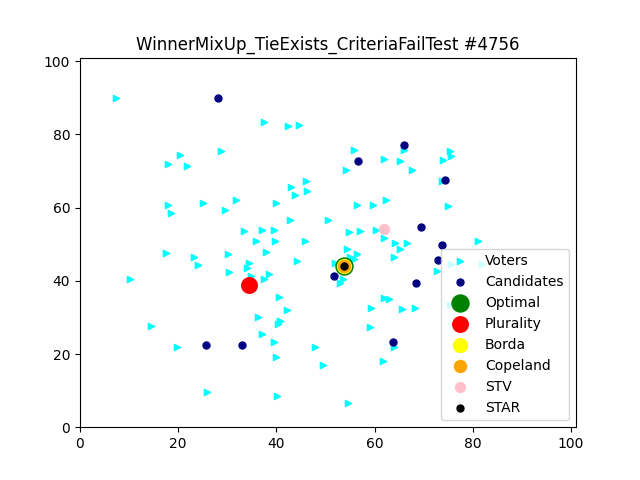 WinnerMixUp_TieExists_CriteriaFailTest #4756
100
80
60
40
20
0
0 20 40 60 80 100
Voters
Candidates
Optimal
Plurality
Borda
Copeland
STV
STAR